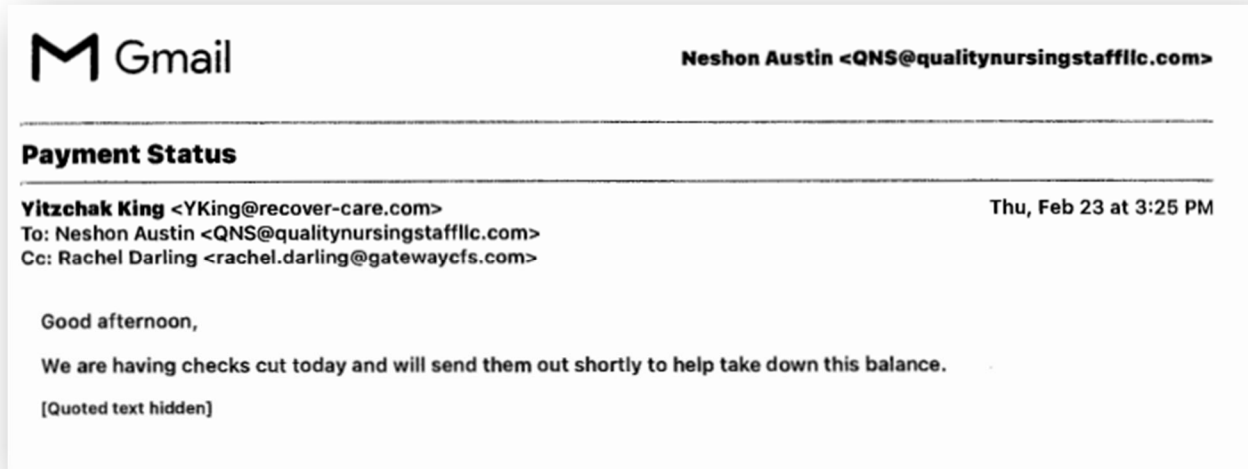 Gmail
Neshon Austin <QNS@qualitynursingstaffllc.com>
Payment Status
Yitzchak King <YKing@recover-care.com>
Thu, Feb 23 at 3:25 PM
To: Neshon Austin <QNS@qualitynursingstaffllc.com>
Cc: Rachel Darling <rachel.darling@gatewaycfs.com>
Good afternoon,
We are having checks cut today and will send them out shortly to help take down this balance.
[Quoted text hidden]